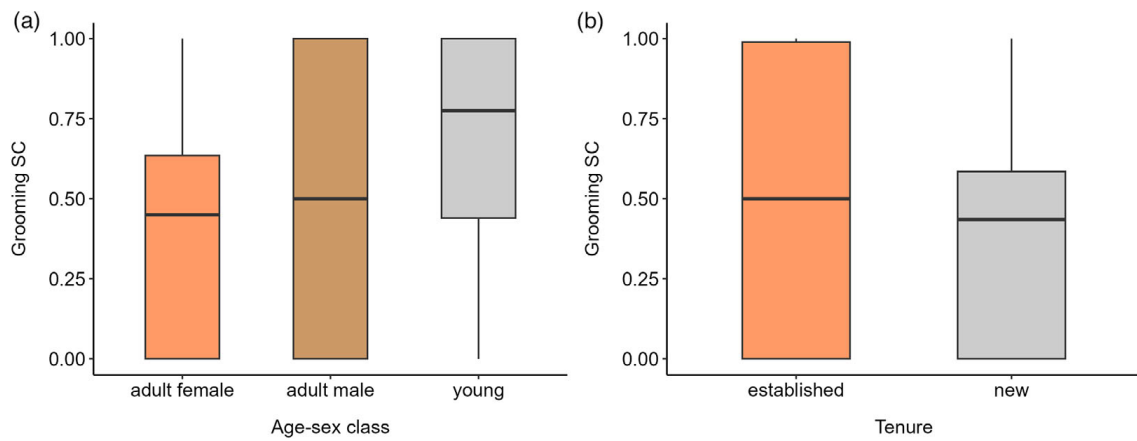 (a)
Grooming SC
1.00
0.75
0.50
0.25
0.00
adult female
adult male
young
Age-sex class
(b)
Grooming SC
1.00
0.75
0.50
0.25
0.00
established
new
Tenure